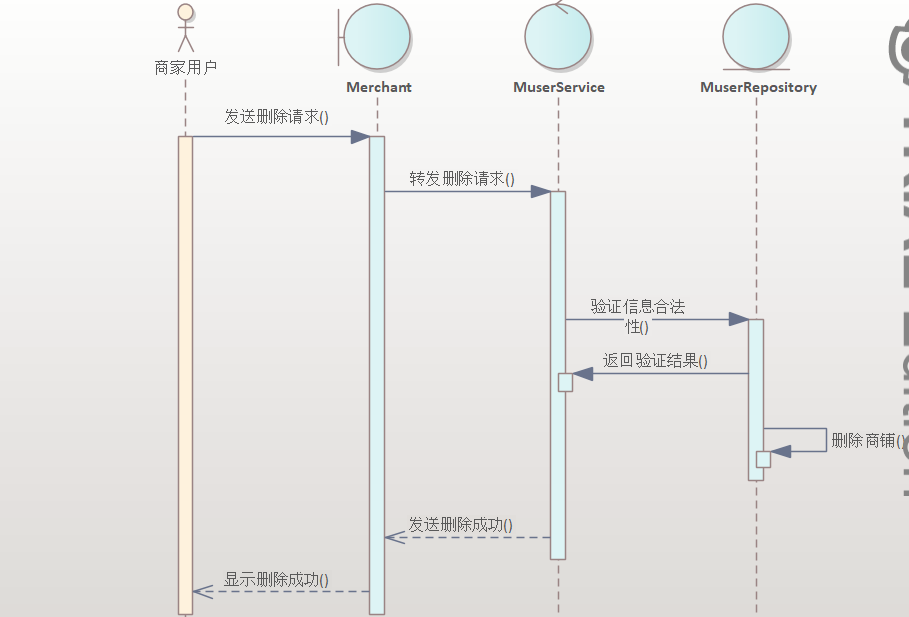 商家用户
Merchant
MuserService
MuserRepository
发送删除请求()
转发删除请求()
验证信息合法
性()
返回验证结果()
删除商铺()
发送删除成功()
显示删除成功()